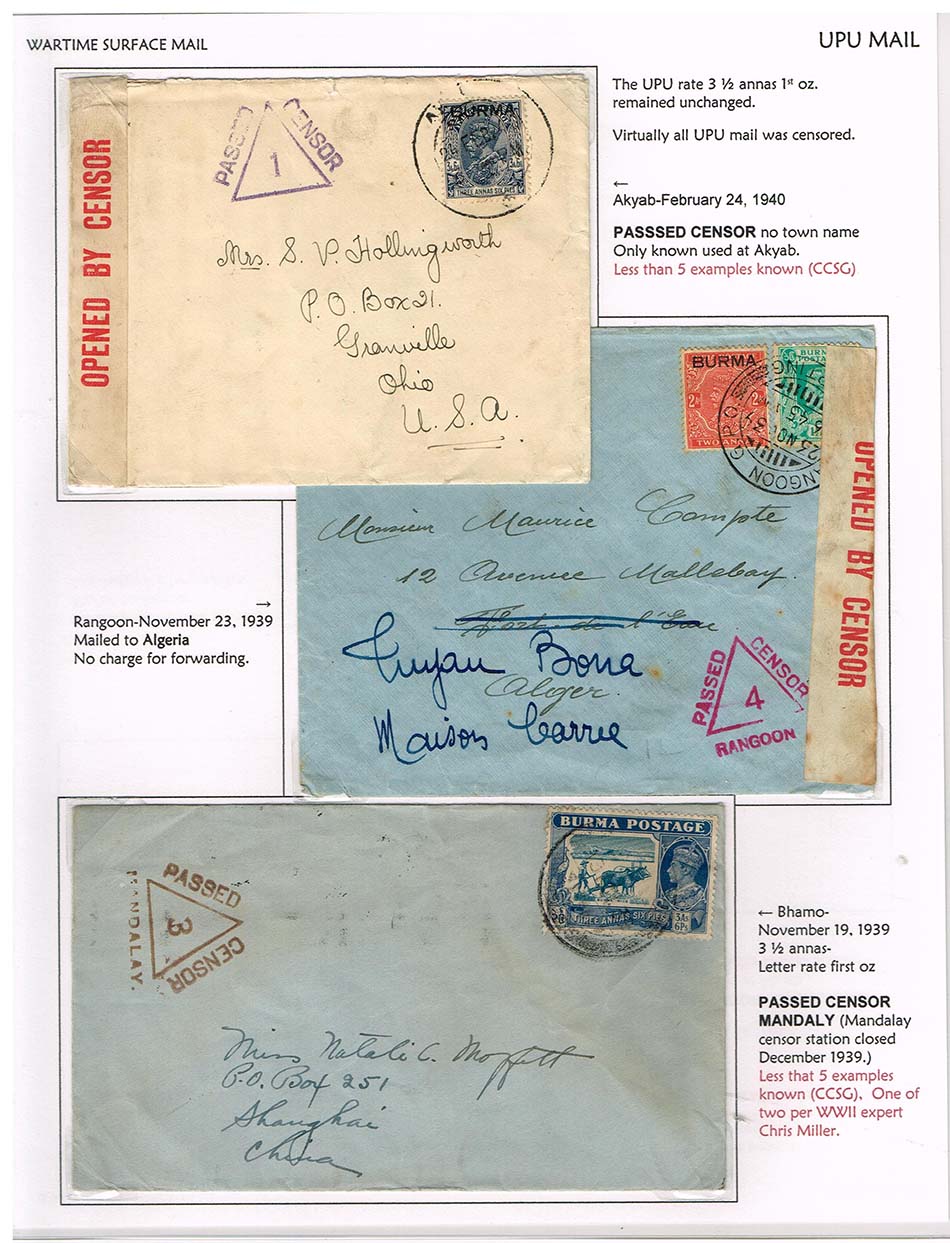 WARTIME SURFACE MAIL
UPU MAIL
The UPU rate 3 ½ annas 1st oz.
remained unchanged.
Virtually all UPU mail was censored.
←
Akyab-February 24, 1940
PASSSED CENSOR no town name
Only known used at Akyab.
Less than 5 examples known (CCSG)
OPENED BY CENSOR
PASSED CENSOR
1
BURMA
THREE ANNAS SIX PIES
Mrs. S. V. Hollingworth
P.O. Box 21.
Granville
Ohio
U.S.A.
→
Rangoon-November 23, 1939
Mailed to Algeria
No charge for forwarding.
BURMA
TWO ANNAS
RANGOON G.P.O.
23 NOV
OPENED BY CENSOR
Monsieur Maurice Compte
12 Avenue Mallebay.
Fort de l'Eau
Bona
Alger.
Maison Carree
PASSED CENSOR
4
RANGOON
BURMA POSTAGE
THREE ANNAS SIX PIES
3As
6Ps
PASSED CENSOR
3
MANDALAY.
Miss Natali C. Moffett
P.O. Box 251
Shanghai
China
← Bhamo-
November 19, 1939
3 ½ annas-
Letter rate first oz
PASSED CENSOR
MANDALY (Mandalay
censor station closed
December 1939.)
Less that 5 examples
known (CCSG), One of
two per WWII expert
Chris Miller.